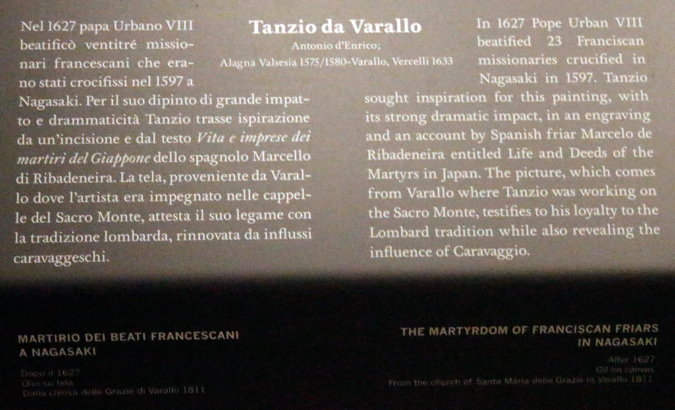 Tanzio da Varallo
Antonio d'Enrico;
Alagna Valsesia 1575/1580-Varallo, Vercelli 1633
Nel 1627 papa Urbano VIII
beatificò ventitré missio-
nari francescani che era-
no stati crocifissi nel 1597 a
Nagasaki. Per il suo dipinto di grande impat-
to e drammaticità Tanzio trasse ispirazione
da un'incisione e dal testo Vita e imprese dei
martiri del Giappone dello spagnolo Marcello
di Ribadeneira. La tela, proveniente da Varal-
lo dove l'artista era impegnato nelle cappel-
le del Sacro Monte, attesta il suo legame con
la tradizione lombarda, rinnovata da influssi
caravaggeschi.
In 1627 Pope Urban VIII
beatified 23 Franciscan
missionaries crucified in
Nagasaki in 1597. Tanzio
sought inspiration for this painting, with
its strong dramatic impact, in an engraving
and an account by Spanish friar Marcelo de
Ribadeneira entitled Life and Deeds of the
Martyrs in Japan. The picture, which comes
from Varallo where Tanzio was working on
the Sacro Monte, testifies to his loyalty to the
Lombard tradition while also revealing the
influence of Caravaggio.
MARTIRIO DEI BEATI FRANCESCANI
A NAGASAKI
Dopo il 1627
Olio su tela
Dalla chiesa delle Grazie di Varallo 1811
THE MARTYRDOM OF FRANCISCAN FRIARS
IN NAGASAKI
After 1627
Oil on canvas
From the church of Santa Maria delle Grazie in Varallo 1811